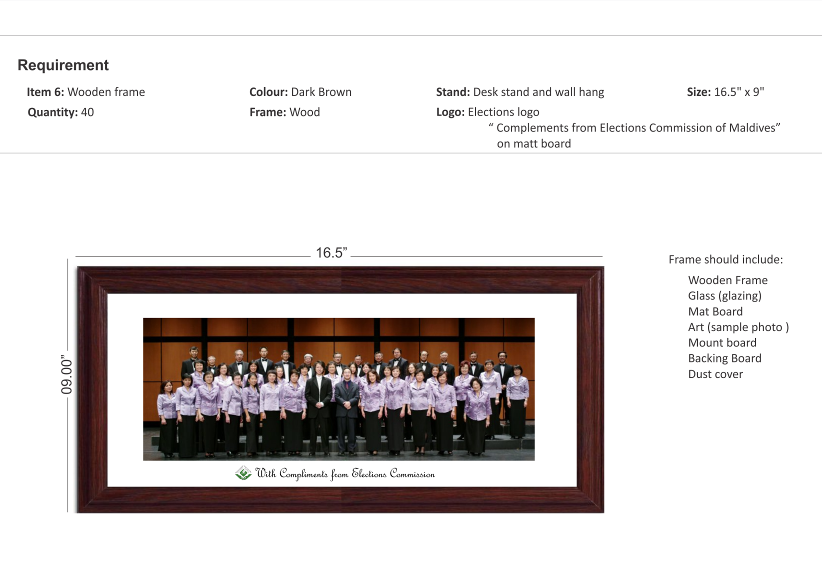 Requirement
Item 6: Wooden frame
Colour: Dark Brown
Stand: Desk stand and wall hang
Size: 16.5" x 9"
Quantity: 40
Frame: Wood
Logo: Elections logo
“ Complements from Elections Commission of Maldives”
on matt board
16.5”
09.00”
Frame should include:
Wooden Frame
Glass (glazing)
Mat Board
Art (sample photo )
Mount board
Backing Board
Dust cover
With Compliments from Elections Commission